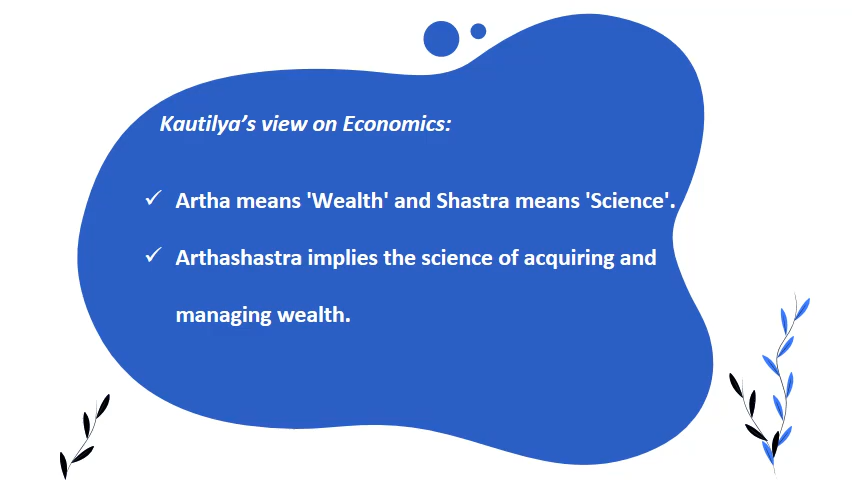 Kautilya’s view on Economics:
✓ Artha means 'Wealth' and Shastra means 'Science'.
✓ Arthashastra implies the science of acquiring and
managing wealth.